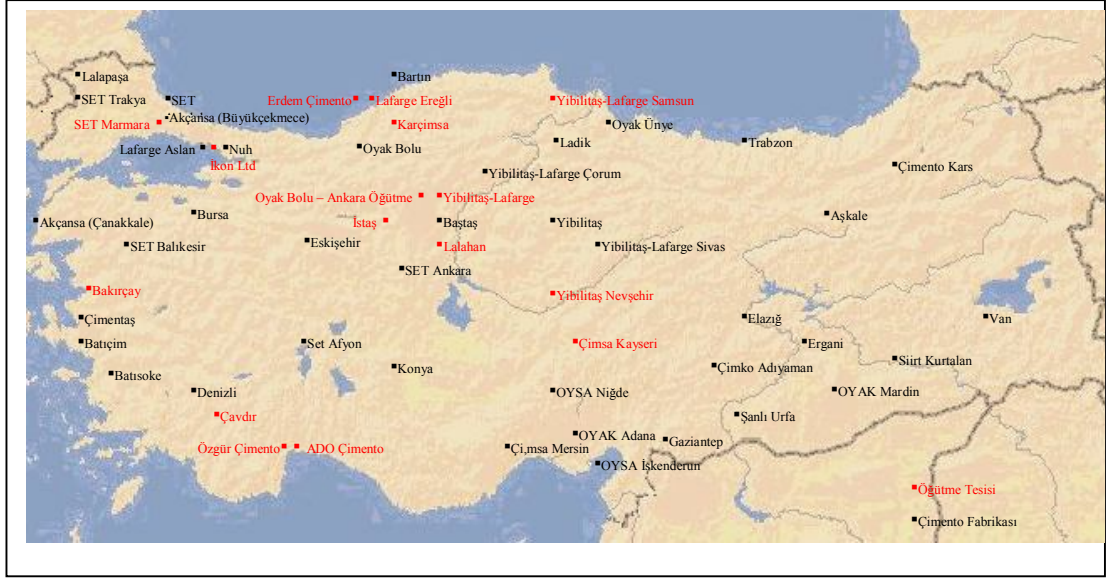 Lalapaşa
Bartın
SET Trakya
SET
Erdem Çimento
Lafarge Ereğli
Yibilitaş-Lafarge Samsun
Akçansa (Büyükçekmece)
SET Marmara
Karçimsa
Oyak Ünye
Lafarge Aslan
Nuh
Oyak Bolu
Ladik
Trabzon
İkon Ltd
Çimento Kars
Yibilitaş-Lafarge Çorum
Oyak Bolu – Ankara Öğütme
Yibilitaş-Lafarge
Akçansa (Çanakkale)
Bursa
İstaş
Baştaş
Yibilitaş
Aşkale
SET Balıkesir
Eskişehir
Lalahan
Yibilitaş-Lafarge Sivas
SET Ankara
Bakırçay
Yibilitaş Nevşehir
Çimentaş
Elazığ
Van
Batıçim
Set Afyon
Çimsa Kayseri
Ergani
Batısoke
Konya
Çimko Adıyaman
Siirt Kurtalan
Denizli
OYSA Niğde
OYAK Mardin
Çavdır
Şanlı Urfa
Özgür Çimento
ADO Çimento
Çi,msa Mersin
OYAK Adana
Gaziantep
OYSA İskenderun
Öğütme Tesisi
Çimento Fabrikası